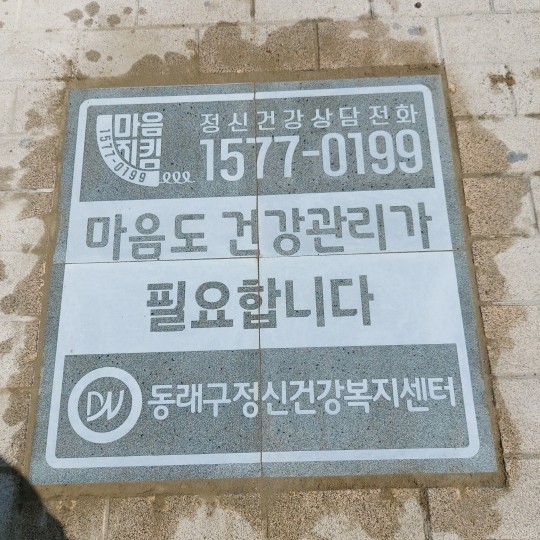 마음
지킴
1577-0199
정신건강상담전화
1577-0199
마음도 건강관리가
필요합니다
DW
동래구정신건강복지센터